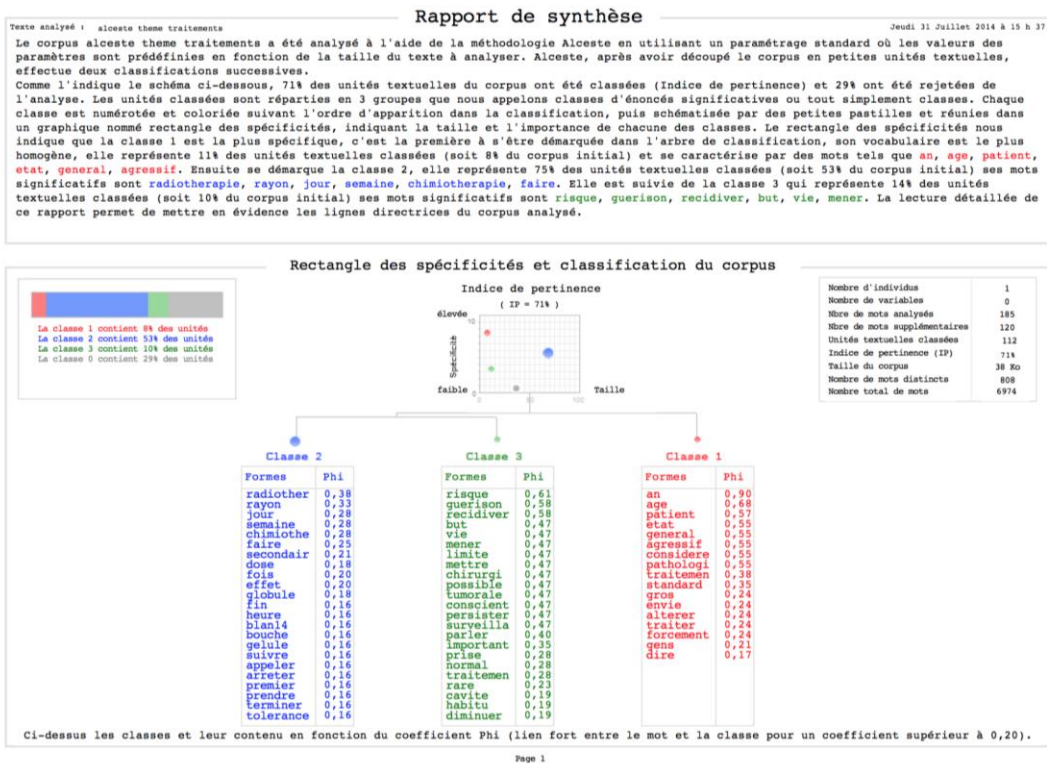 Rapport de synthèse
Texte analysé : alceste theme traitements
Jeudi 31 Juillet 2014 à 15 h 37
Le corpus alceste theme traitements a été analysé à l'aide de la méthodologie Alceste en utilisant un paramétrage standard où les valeurs des
paramètres sont prédéfinies en fonction de la taille du texte à analyser. Alceste, après avoir découpé le corpus en petites unités textuelles,
effectue deux classifications successives.
Comme l'indique le schéma ci-dessous, 71% des unités textuelles du corpus ont été classées (Indice de pertinence) et 29% ont été rejetées de
l'analyse. Les unités classées sont réparties en 3 groupes que nous appelons classes d'énoncés significatives ou tout simplement classes. Chaque
classe est numérotée et coloriée suivant l'ordre d'apparition dans la classification, puis schématisée par des petites pastilles et réunies dans
un graphique nommé rectangle des spécificités, indiquant la taille et l'importance de chacune des classes. Le rectangle des spécificités nous
indique que la classe 1 est la plus spécifique, c'est la première à s'être démarquée dans l'arbre de classification, son vocabulaire est le plus
homogène, elle représente 11% des unités textuelles classées (soit 8% du corpus initial) et se caractérise par des mots tels que an, age, patient,
etat, general, agressif. Ensuite se démarque la classe 2, elle représente 75% des unités textuelles classées (soit 53% du corpus initial) ses mots
significatifs sont radiotherapie, rayon, jour, semaine, chimiotherapie, faire. Elle est suivie de la classe 3 qui représente 14% des unités
textuelles classées (soit 10% du corpus initial) ses mots significatifs sont risque, guerison, recidiver, but, vie, mener. La lecture détaillée de
ce rapport permet de mettre en évidence les lignes directrices du corpus analysé.
Rectangle des spécificités et classification du corpus
La classe 1 contient 8% des unités
La classe 2 contient 53% des unités
La classe 3 contient 10% des unités
La classe 0 contient 29% des unités
Indice de pertinence
( IP = 71% )
élevée
10
Spécificité
faible
0
0 50 100
Taille
Nombre d'individus 1
Nombre de variables 0
Nbre de mots analysés 185
Nbre de mots supplémentaires 120
Unités textuelles classées 112
Indice de pertinence (IP) 71%
Taille du corpus 38 Ko
Nombre de mots distincts 808
Nombre total de mots 6974
Classe 2
Formes Phi
radiother 0,38
rayon 0,33
jour 0,28
semaine 0,28
chimiothe 0,28
faire 0,25
secondair 0,21
dose 0,18
fois 0,20
effet 0,20
globule 0,18
fin 0,16
heure 0,16
blan14 0,16
bouche 0,16
gelule 0,16
suivre 0,16
appeler 0,16
arreter 0,16
premier 0,16
prendre 0,16
terminer 0,16
tolerance 0,16
Classe 3
Formes Phi
risque 0,61
guerison 0,58
recidiver 0,58
but 0,47
vie 0,47
mener 0,47
limite 0,47
mettre 0,47
chirurgi 0,47
possible 0,47
tumorale 0,47
conscient 0,47
persister 0,47
surveilla 0,47
parler 0,40
important 0,35
prise 0,28
normal 0,28
traitemen 0,28
rare 0,23
cavite 0,19
habitu 0,19
diminuer 0,19
Classe 1
Formes Phi
an 0,90
age 0,68
patient 0,57
etat 0,55
general 0,55
agressif 0,55
considere 0,55
pathologi 0,55
traitemen 0,38
standard 0,35
gros 0,24
envie 0,24
alterer 0,24
traiter 0,24
forcement 0,24
gens 0,21
dire 0,17
Ci-dessus les classes et leur contenu en fonction du coefficient Phi (lien fort entre le mot et la classe pour un coefficient supérieur à 0,20).
Page 1